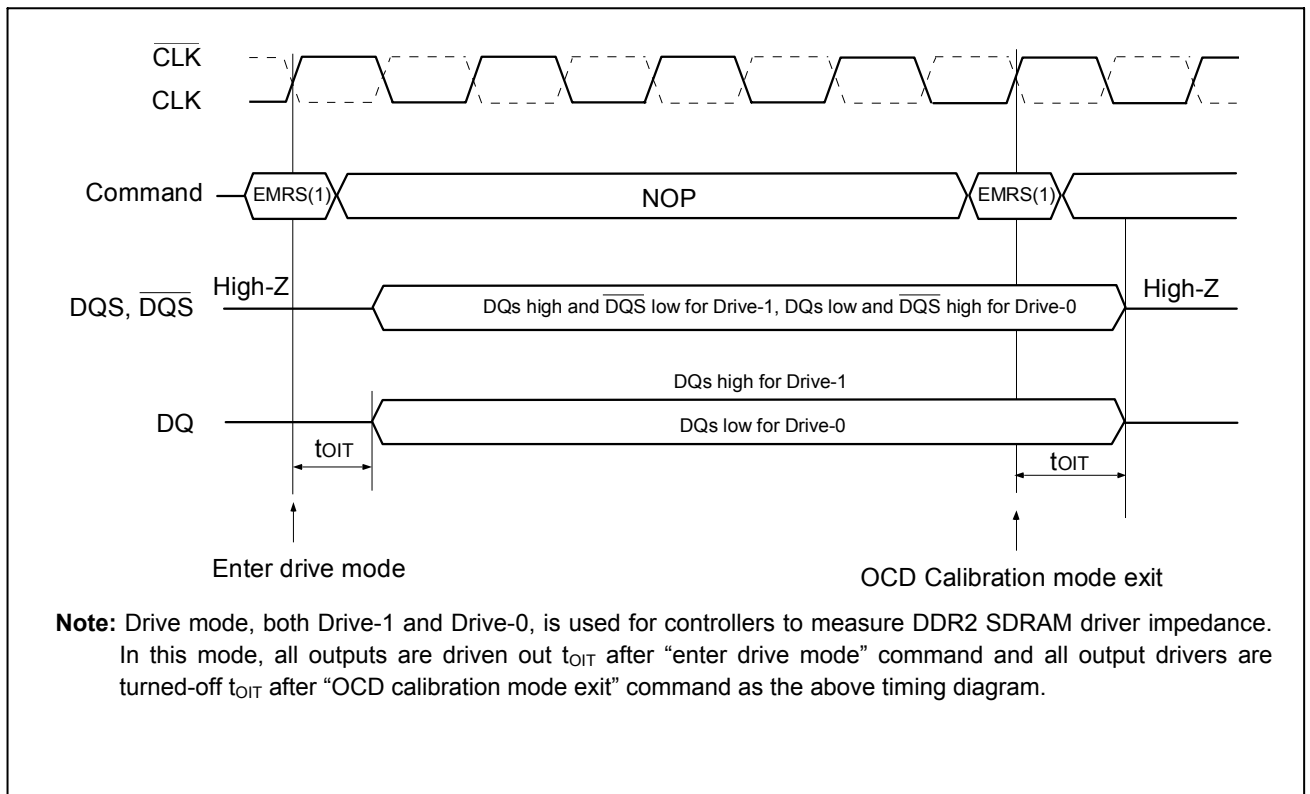 CLK
CLK
Command
EMRS(1)
NOP
EMRS(1)
DQS, DQS
High-Z
DQs high and DQS low for Drive-1, DQs low and DQS high for Drive-0
High-Z
DQs high for Drive-1
DQ
DQs low for Drive-0
tOIT
tOIT
Enter drive mode
OCD Calibration mode exit
Note: Drive mode, both Drive-1 and Drive-0, is used for controllers to measure DDR2 SDRAM driver impedance.
In this mode, all outputs are driven out tOIT after “enter drive mode” command and all output drivers are
turned-off tOIT after “OCD calibration mode exit” command as the above timing diagram.